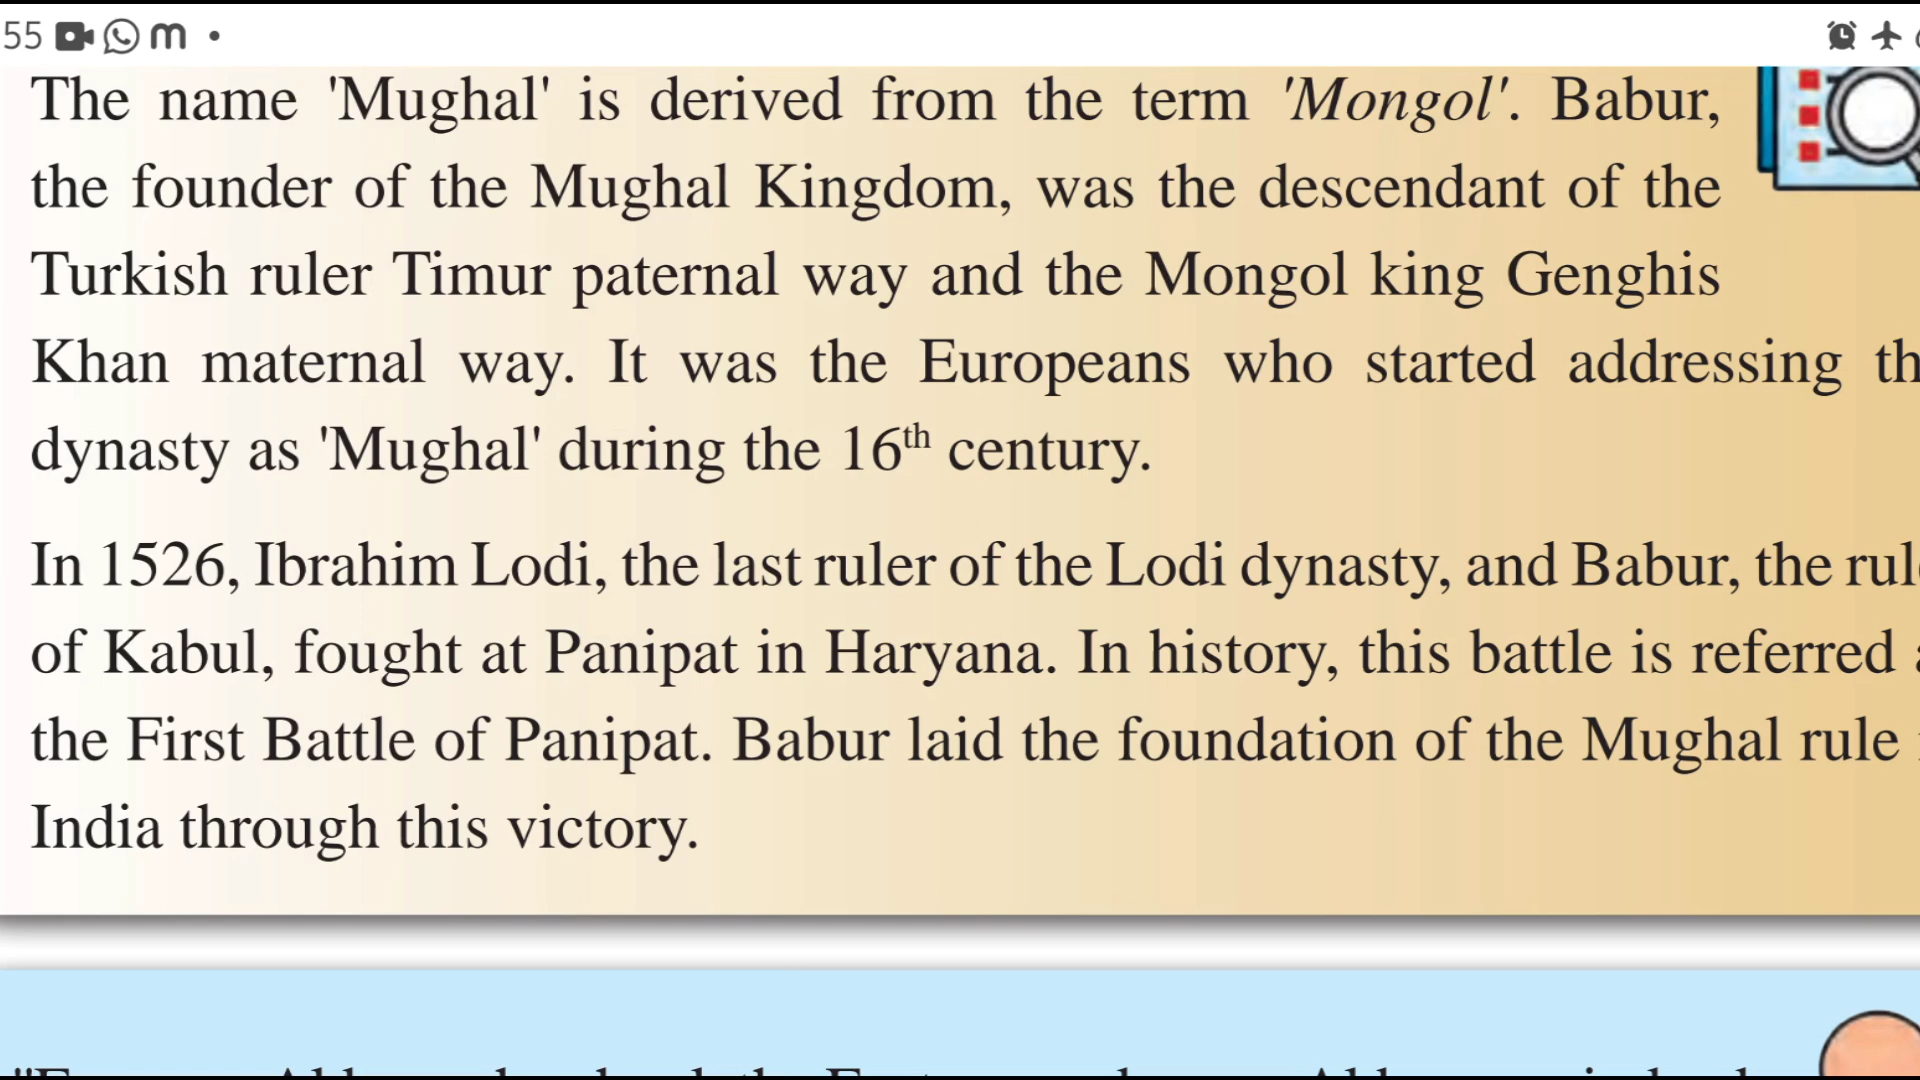 55
The name 'Mughal' is derived from the term 'Mongol'. Babur,
the founder of the Mughal Kingdom, was the descendant of the
Turkish ruler Timur paternal way and the Mongol king Genghis
Khan maternal way. It was the Europeans who started addressing
dynasty as 'Mughal' during the 16th century.
In 1526, Ibrahim Lodi, the last ruler of the Lodi dynasty, and Babur, the
of Kabul, fought at Panipat in Haryana. In history, this battle is referred
the First Battle of Panipat. Babur laid the foundation of the Mughal rule
India through this victory.